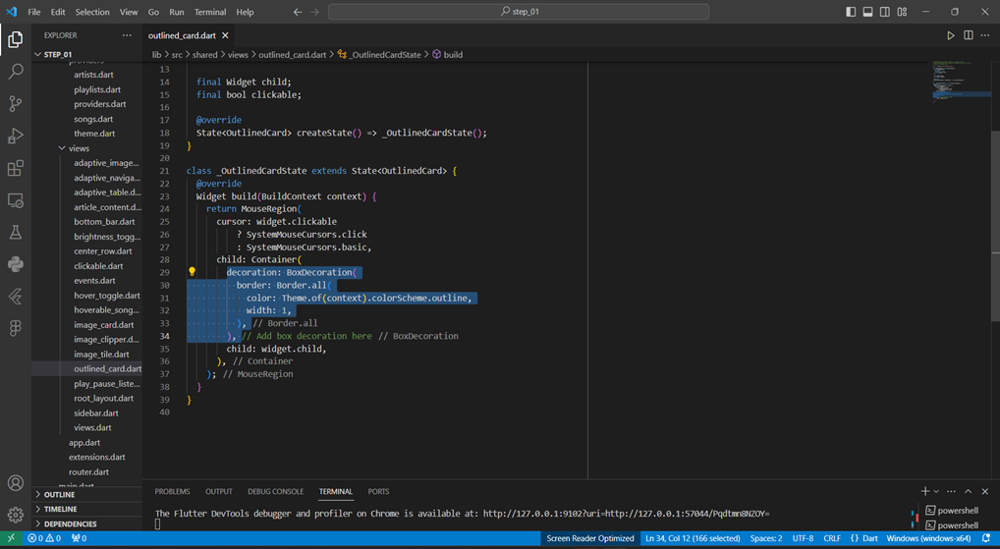 File Edit Selection View Go Run Terminal Help
step_01
EXPLORER
STEP_01
providers
artists.dart
playlists.dart
providers.dart
songs.dart
theme.dart
views
adaptive_image...
adaptive_naviga...
adaptive_table.d...
article_content.d...
bottom_bar.dart
brightness_togg...
center_row.dart
clickable.dart
events.dart
hover_toggle.dart
hoverable_song...
image_card.dart
image_clipper.d...
image_tile.dart
outlined_card.dart
play_pause_liste...
root_layout.dart
sidebar.dart
views.dart
app.dart
extensions.dart
router.dart
main.dart
OUTLINE
TIMELINE
DEPENDENCIES
outlined_card.dart
lib > src > shared > views > outlined_card.dart > _OutlinedCardState > build
13
14 final Widget child;
15 final bool clickable;
16
17 @override
18 State<OutlinedCard> createState() => _OutlinedCardState();
19 }
20
21 class _OutlinedCardState extends State<OutlinedCard> {
22 @override
23 Widget build(BuildContext context) {
24 return MouseRegion(
25 cursor: widget.clickable
26 ? SystemMouseCursors.click
27 : SystemMouseCursors.basic,
28 child: Container(
29 decoration: BoxDecoration(
30 border: Border.all(
31 color: Theme.of(context).colorScheme.outline,
32 width: 1,
33 ), // Border.all
34 ), // Add box decoration here // BoxDecoration
35 child: widget.child,
36 ), // Container
37 ); // MouseRegion
38 }
39 }
40
PROBLEMS OUTPUT DEBUG CONSOLE TERMINAL PORTS
The Flutter DevTools debugger and profiler on Chrome is available at: http://127.0.0.1:9102?uri=http://127.0.0.1:57044/Pqdtmn8NZOY=
powershell
powershell
0 0 0 Screen Reader Optimized Ln 34, Col 12 (166 selected) Spaces: 2 UTF-8 CRLF {} Dart Windows (windows-x64)